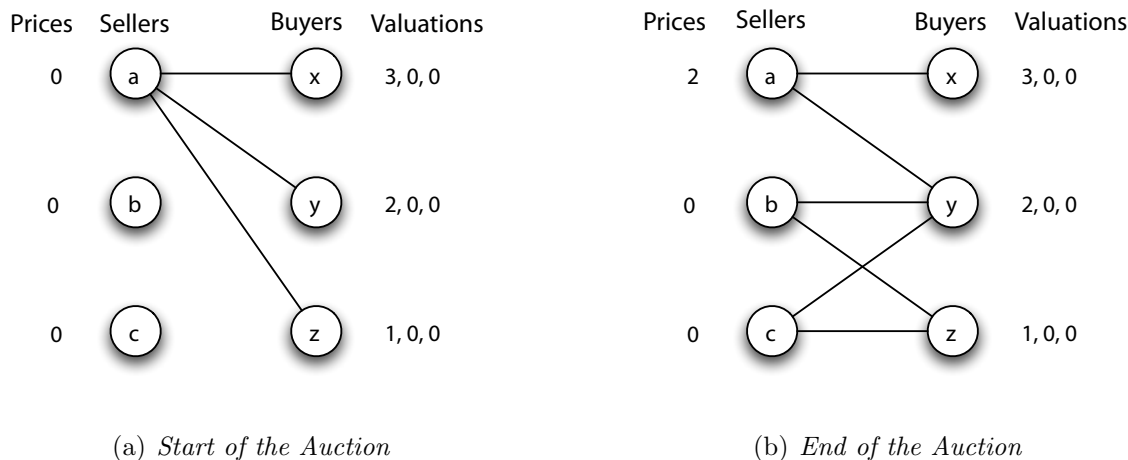 Prices Sellers Buyers Valuations
0 a x 3, 0, 0
0 b y 2, 0, 0
0 c z 1, 0, 0
(a) Start of the Auction
Prices Sellers Buyers Valuations
2 a x 3, 0, 0
0 b y 2, 0, 0
0 c z 1, 0, 0
(b) End of the Auction